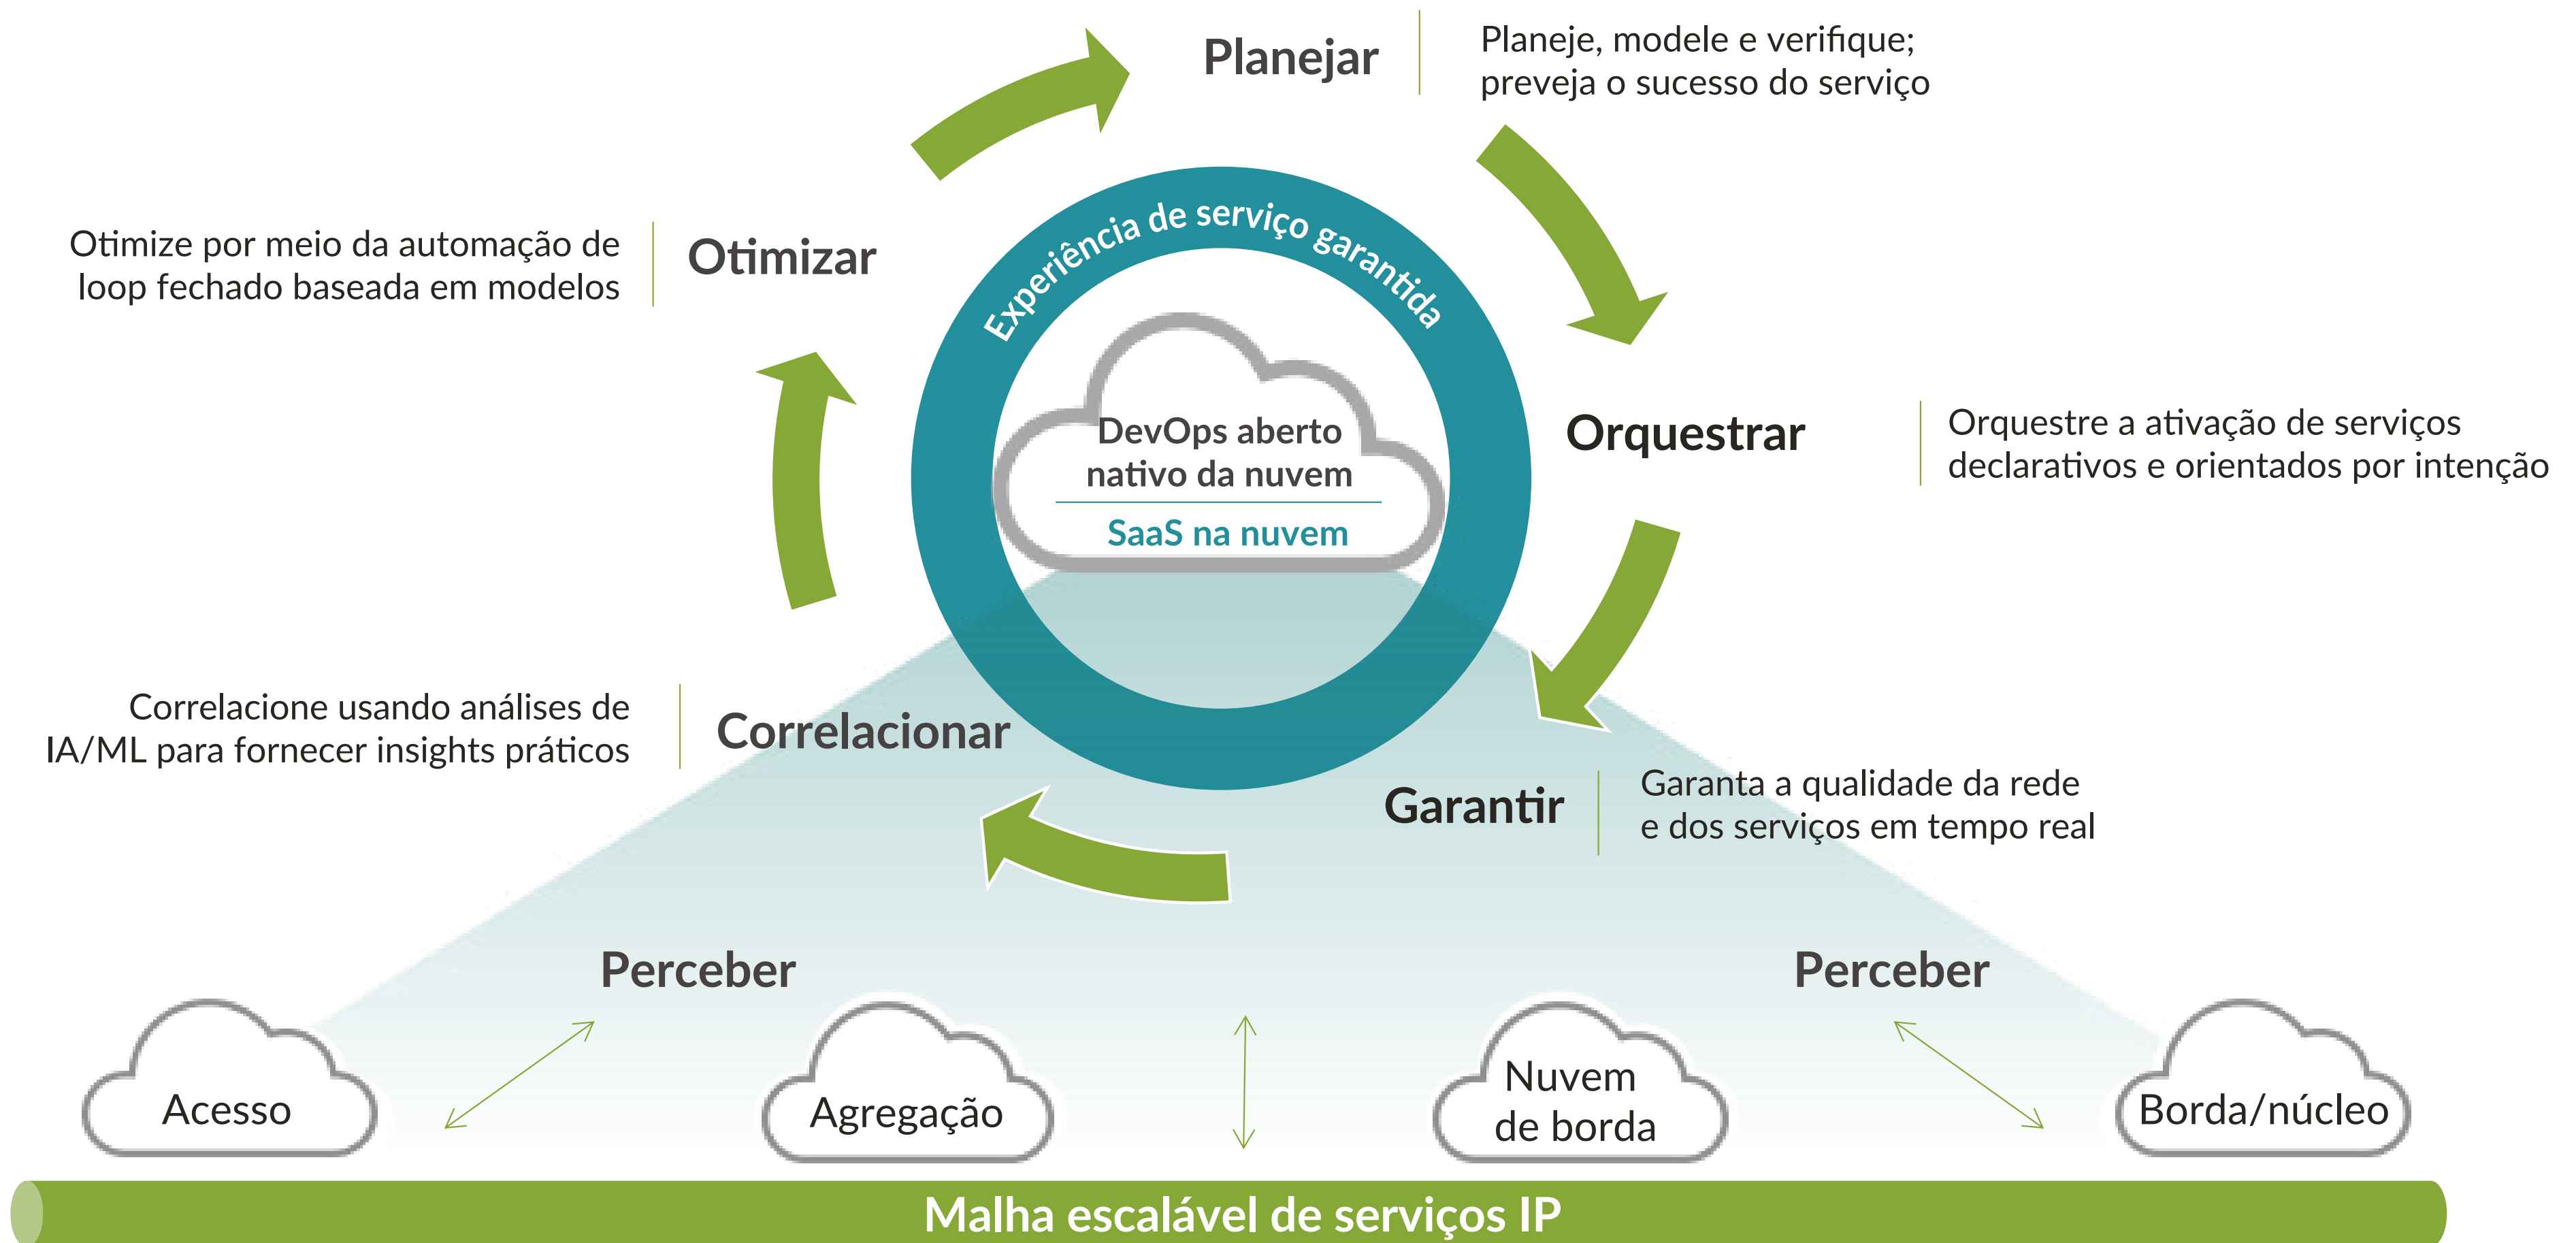 Planejar
Planeje, modele e verifique;
preveja o sucesso do serviço
Otimize por meio da automação de
loop fechado baseada em modelos
Otimizar
Experiência de serviço garantida
DevOps aberto
nativo da nuvem
SaaS na nuvem
Orquestrar
Orquestre a ativação de serviços
declarativos e orientados por intenção
Correlacione usando análises de
IA/ML para fornecer insights práticos
Correlacionar
Garantir
Garanta a qualidade da rede
e dos serviços em tempo real
Perceber
Perceber
Acesso
Agregação
Nuvem
de borda
Borda/núcleo
Malha escalável de serviços IP